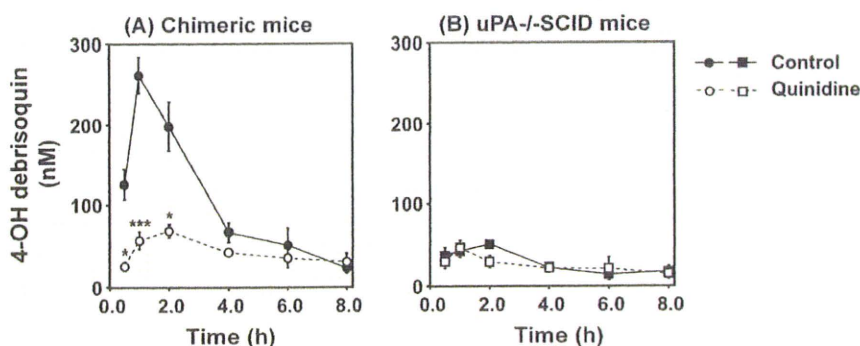 (A) Chimeric mice
(B) uPA-/-SCID mice
4-OH debrisoquin
(nM)
300
200
100
0
***
*
*
0.0 2.0 4.0 6.0 8.0
Time (h)
300
200
100
0
0.0 2.0 4.0 6.0 8.0
Time (h)
Control
Quinidine